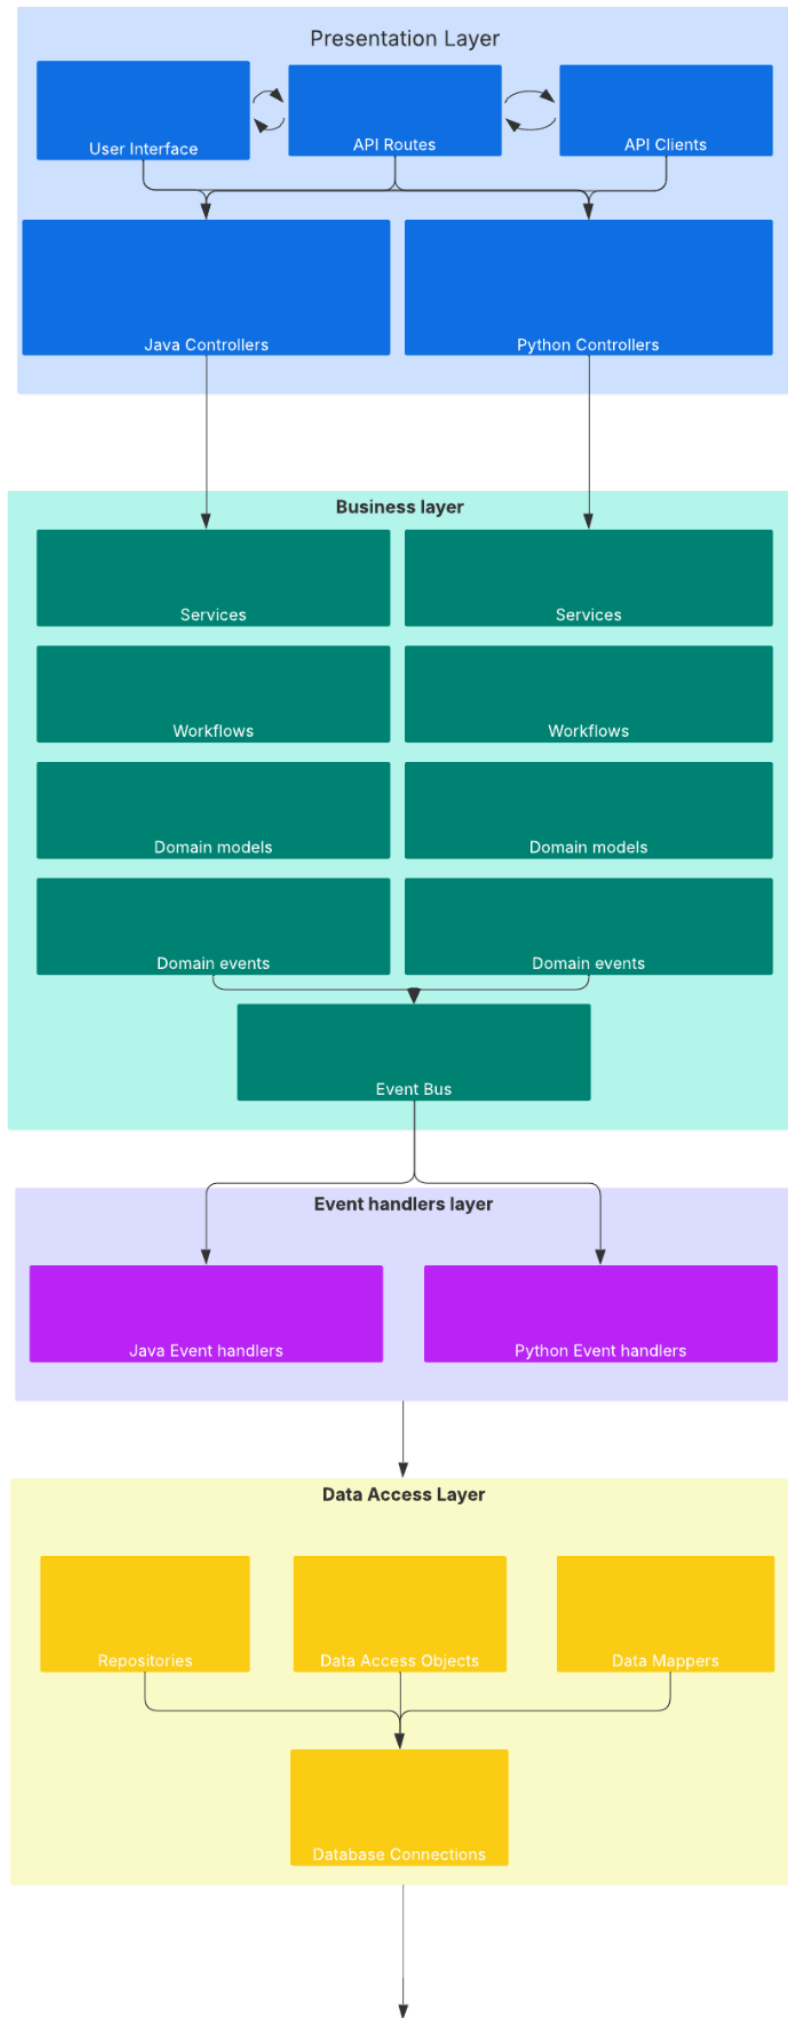 Presentation Layer
User Interface
API Routes
API Clients
Java Controllers
Python Controllers
Business layer
Services
Services
Workflows
Workflows
Domain models
Domain models
Domain events
Domain events
Event Bus
Event handlers layer
Java Event handlers
Python Event handlers
Data Access Layer
Repositories
Data Access Objects
Data Mappers
Database Connections